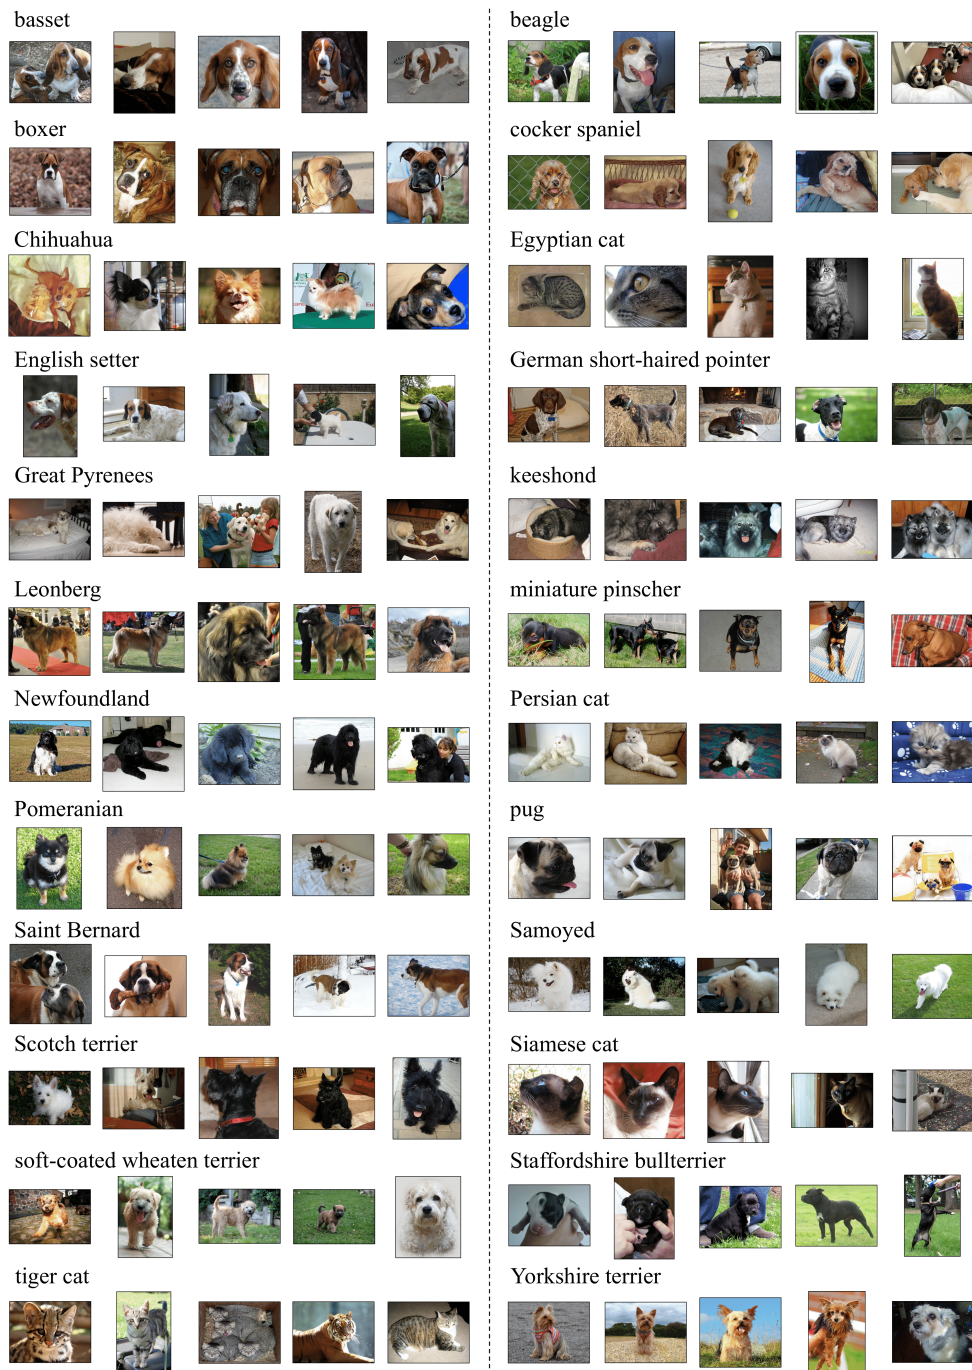 basset
beagle
boxer
cocker spaniel
Chihuahua
Egyptian cat
English setter
German short-haired pointer
Great Pyrenees
keeshond
Leonberg
miniature pinscher
Newfoundland
Persian cat
Pomeranian
pug
Saint Bernard
Samoyed
Scotch terrier
Siamese cat
soft-coated wheaten terrier
Staffordshire bullterrier
tiger cat
Yorkshire terrier